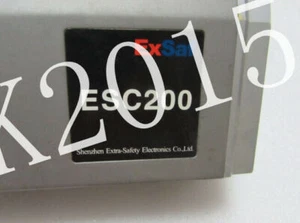 ExSaf
ESC200
Shenzhen Extra-Safety Electronics Co.,Ltd.
K2015